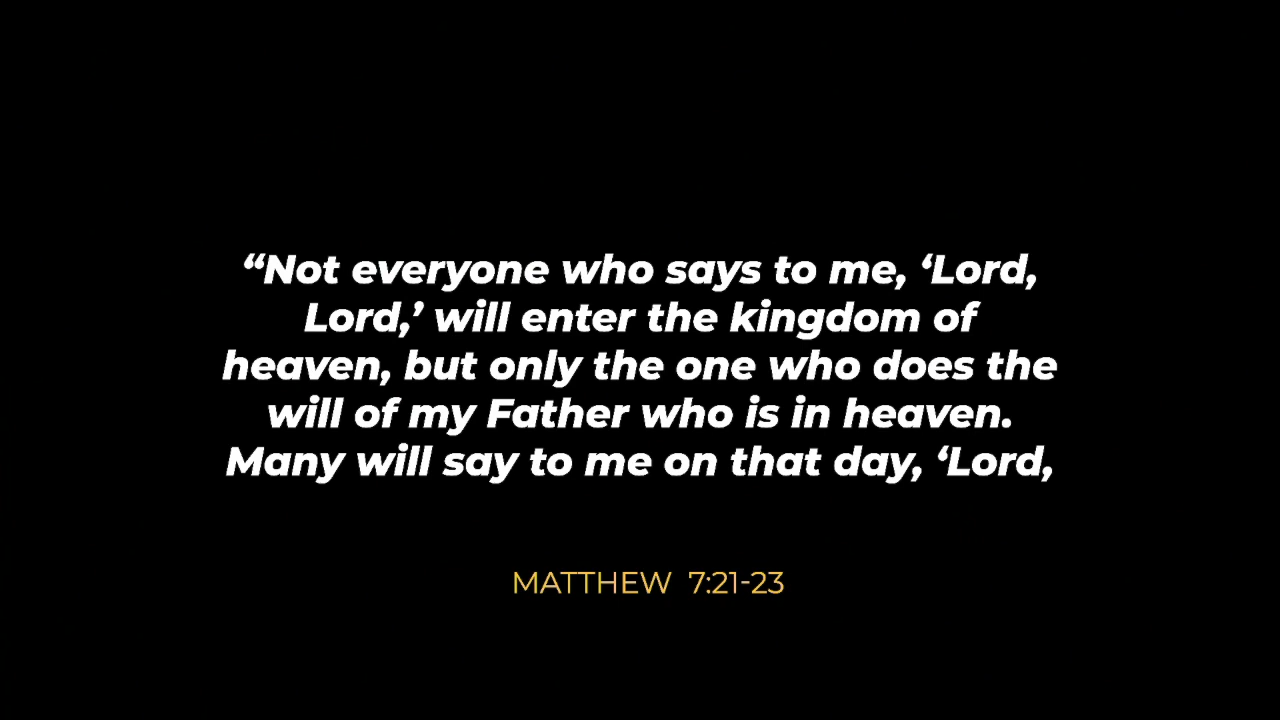 “Not everyone who says to me, ‘Lord,
Lord,’ will enter the kingdom of
heaven, but only the one who does the
will of my Father who is in heaven.
Many will say to me on that day, ‘Lord,
MATTHEW 7:21-23